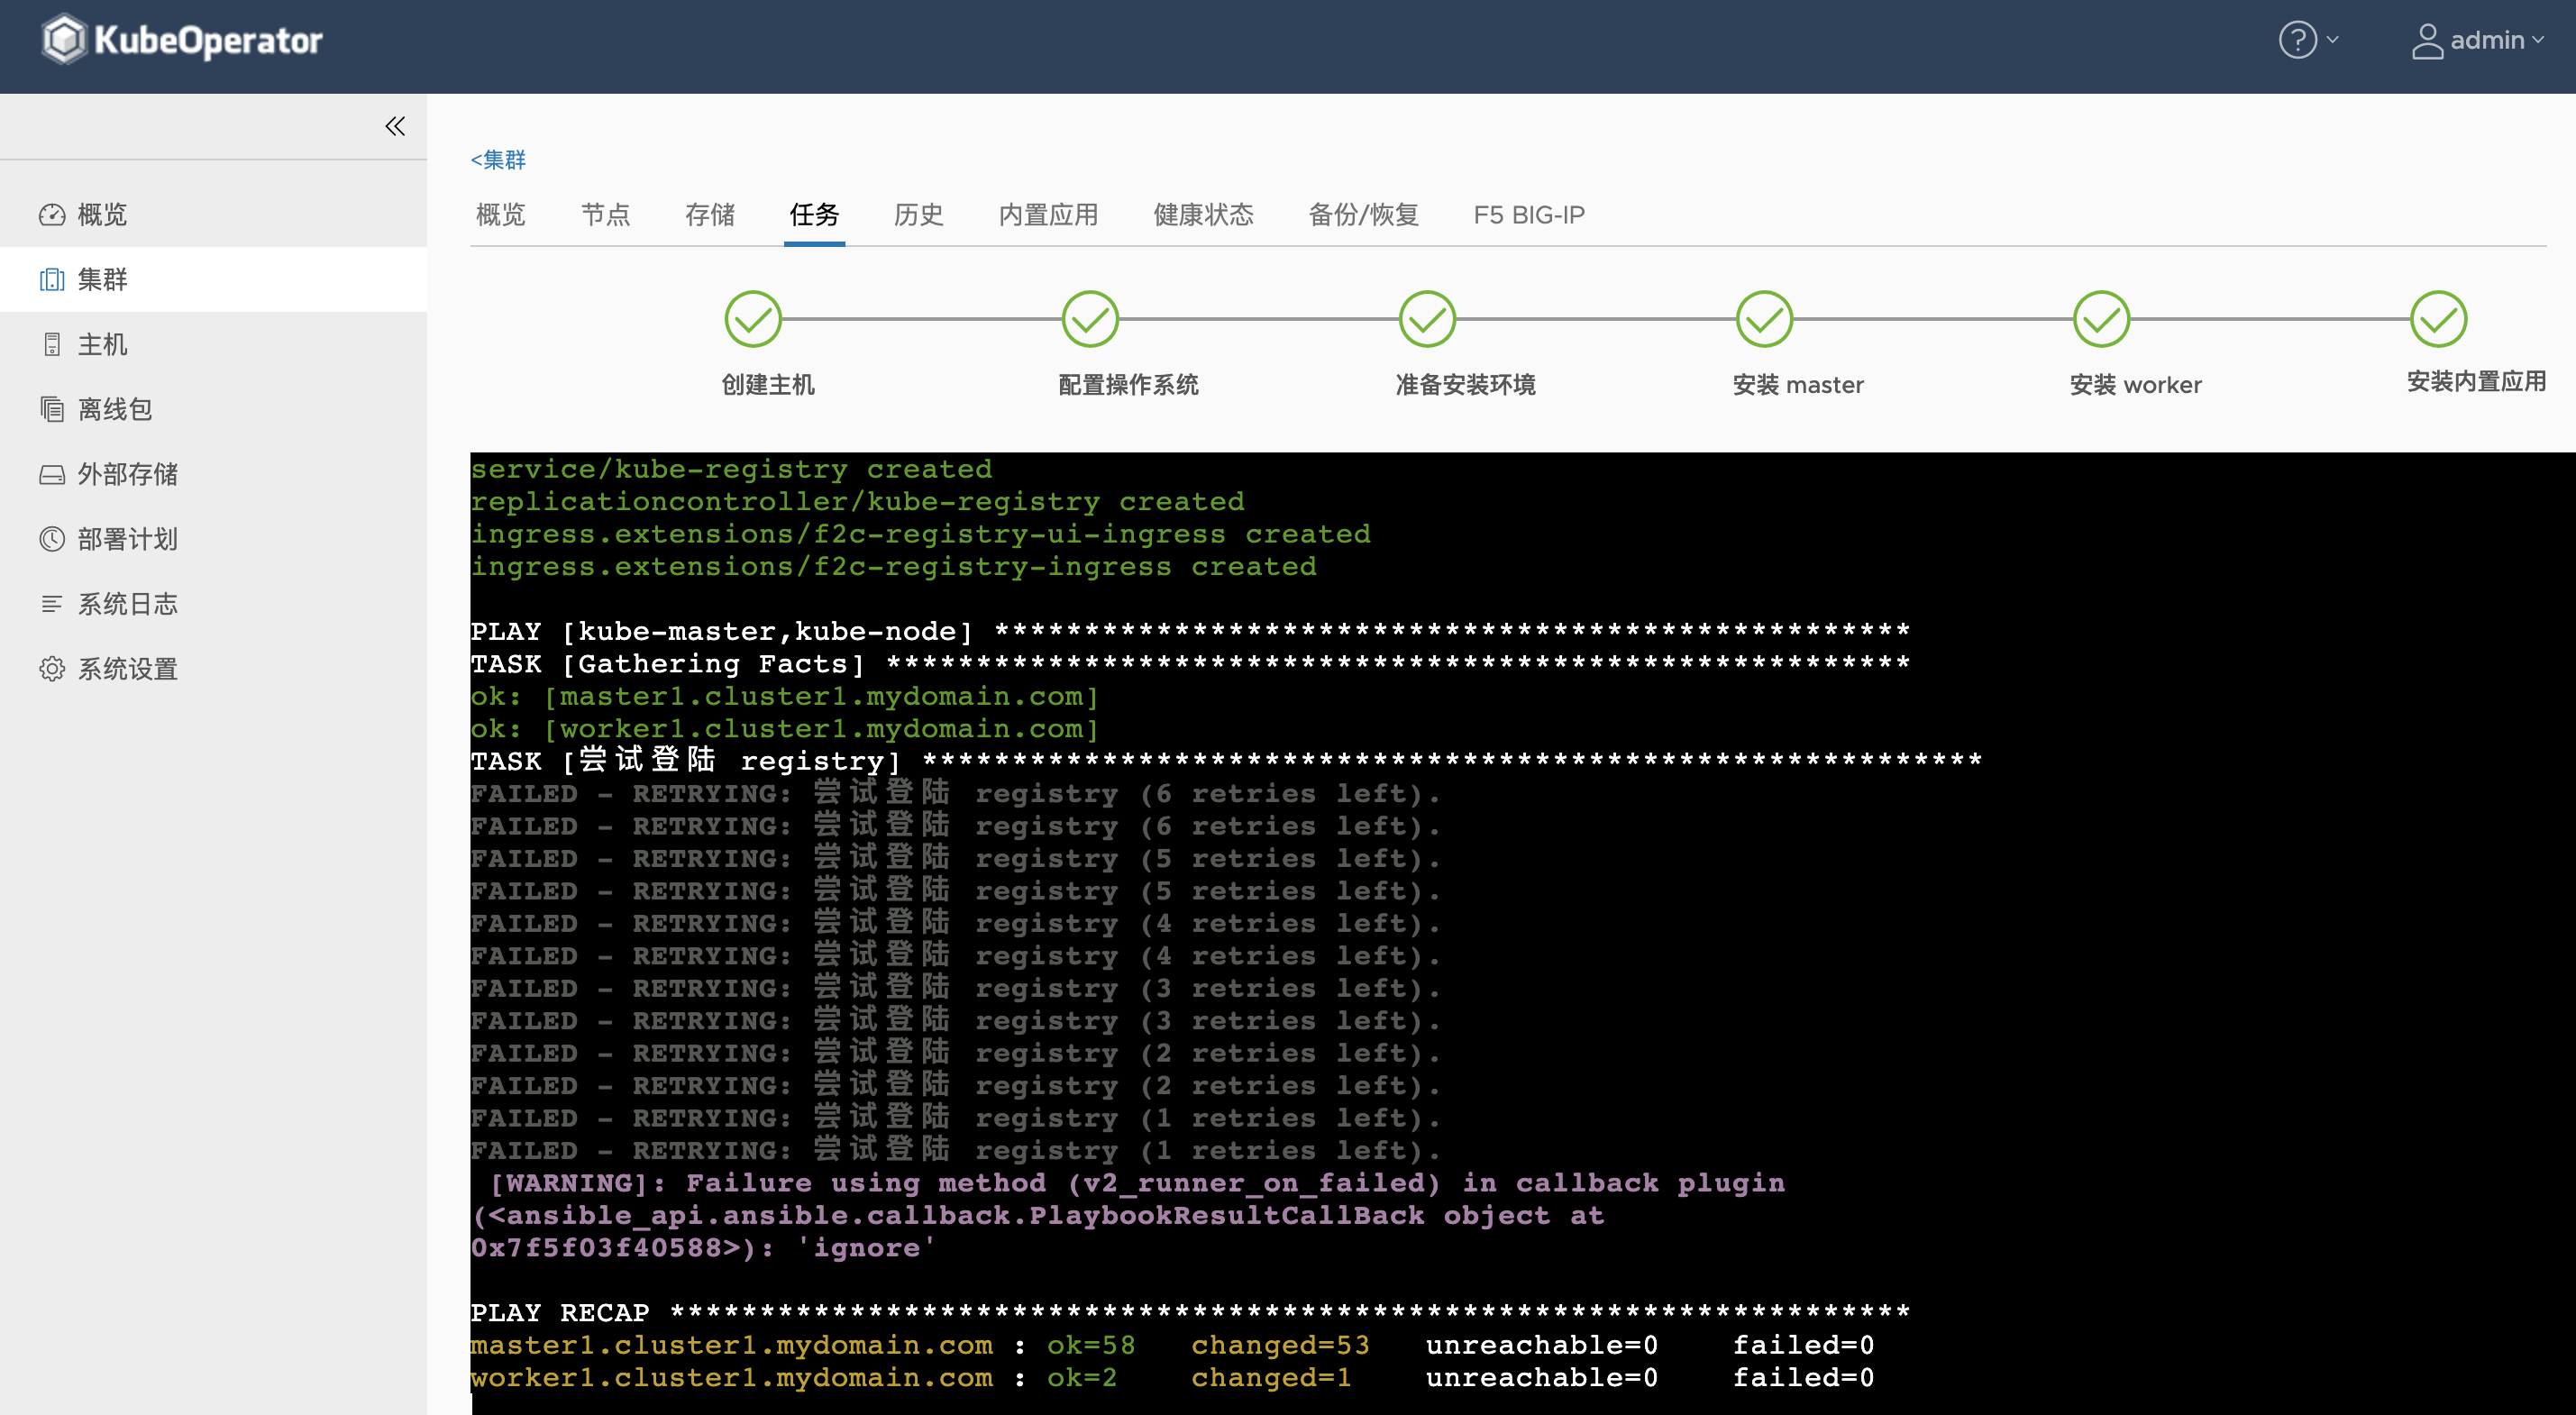 KubeOperator
admin
<集群
概览 节点 存储 任务 历史 内置应用 健康状态 备份/恢复 F5 BIG-IP
概览
集群
主机
离线包
外部存储
部署计划
系统日志
系统设置
创建主机 配置操作系统 准备安装环境 安装 master 安装 worker 安装内置应用
service/kube-registry created
replicationcontroller/kube-registry created
ingress.extensions/f2c-registry-ui-ingress created
ingress.extensions/f2c-registry-ingress created
PLAY [kube-master,kube-node] ***************************************************
TASK [Gathering Facts] *********************************************************
ok: [master1.cluster1.mydomain.com]
ok: [worker1.cluster1.mydomain.com]
TASK [尝试登陆 registry] ***********************************************************
FAILED - RETRYING: 尝试登陆 registry (6 retries left).
FAILED - RETRYING: 尝试登陆 registry (6 retries left).
FAILED - RETRYING: 尝试登陆 registry (5 retries left).
FAILED - RETRYING: 尝试登陆 registry (5 retries left).
FAILED - RETRYING: 尝试登陆 registry (4 retries left).
FAILED - RETRYING: 尝试登陆 registry (4 retries left).
FAILED - RETRYING: 尝试登陆 registry (3 retries left).
FAILED - RETRYING: 尝试登陆 registry (3 retries left).
FAILED - RETRYING: 尝试登陆 registry (2 retries left).
FAILED - RETRYING: 尝试登陆 registry (2 retries left).
FAILED - RETRYING: 尝试登陆 registry (1 retries left).
FAILED - RETRYING: 尝试登陆 registry (1 retries left).
[WARNING]: Failure using method (v2_runner_on_failed) in callback plugin
(<ansible_api.ansible.callback.PlaybookResultCallBack object at
0x7f5f03f40588>): 'ignore'
PLAY RECAP *********************************************************************
master1.cluster1.mydomain.com : ok=58 changed=53 unreachable=0 failed=0
worker1.cluster1.mydomain.com : ok=2 changed=1 unreachable=0 failed=0